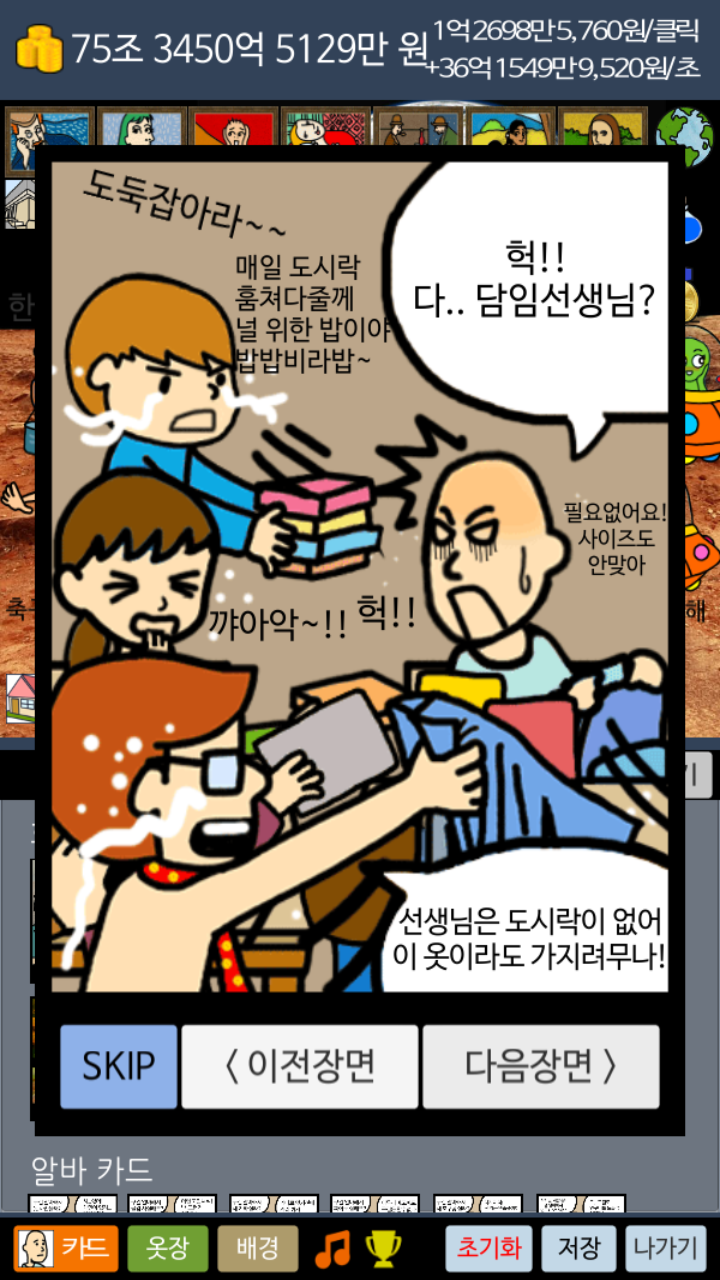 75조 3450억 5129만 원
1억 2698만 5,760원/클릭
+36억 1549만 9,520원/초
도둑잡아라~~
헉!!
다.. 담임선생님?
매일 도시락
훔쳐다줄께
널 위한 밥이야
밥밥비라밥~
필요없어요!
사이즈도
안맞아
꺄아악~!!
헉!!
선생님은 도시락이 없어
이 옷이라도 가지려무나!
한
축
해
기
SKIP
< 이전장면
다음장면 >
알바 카드
카드
옷장
배경
초기화
저장
나가기